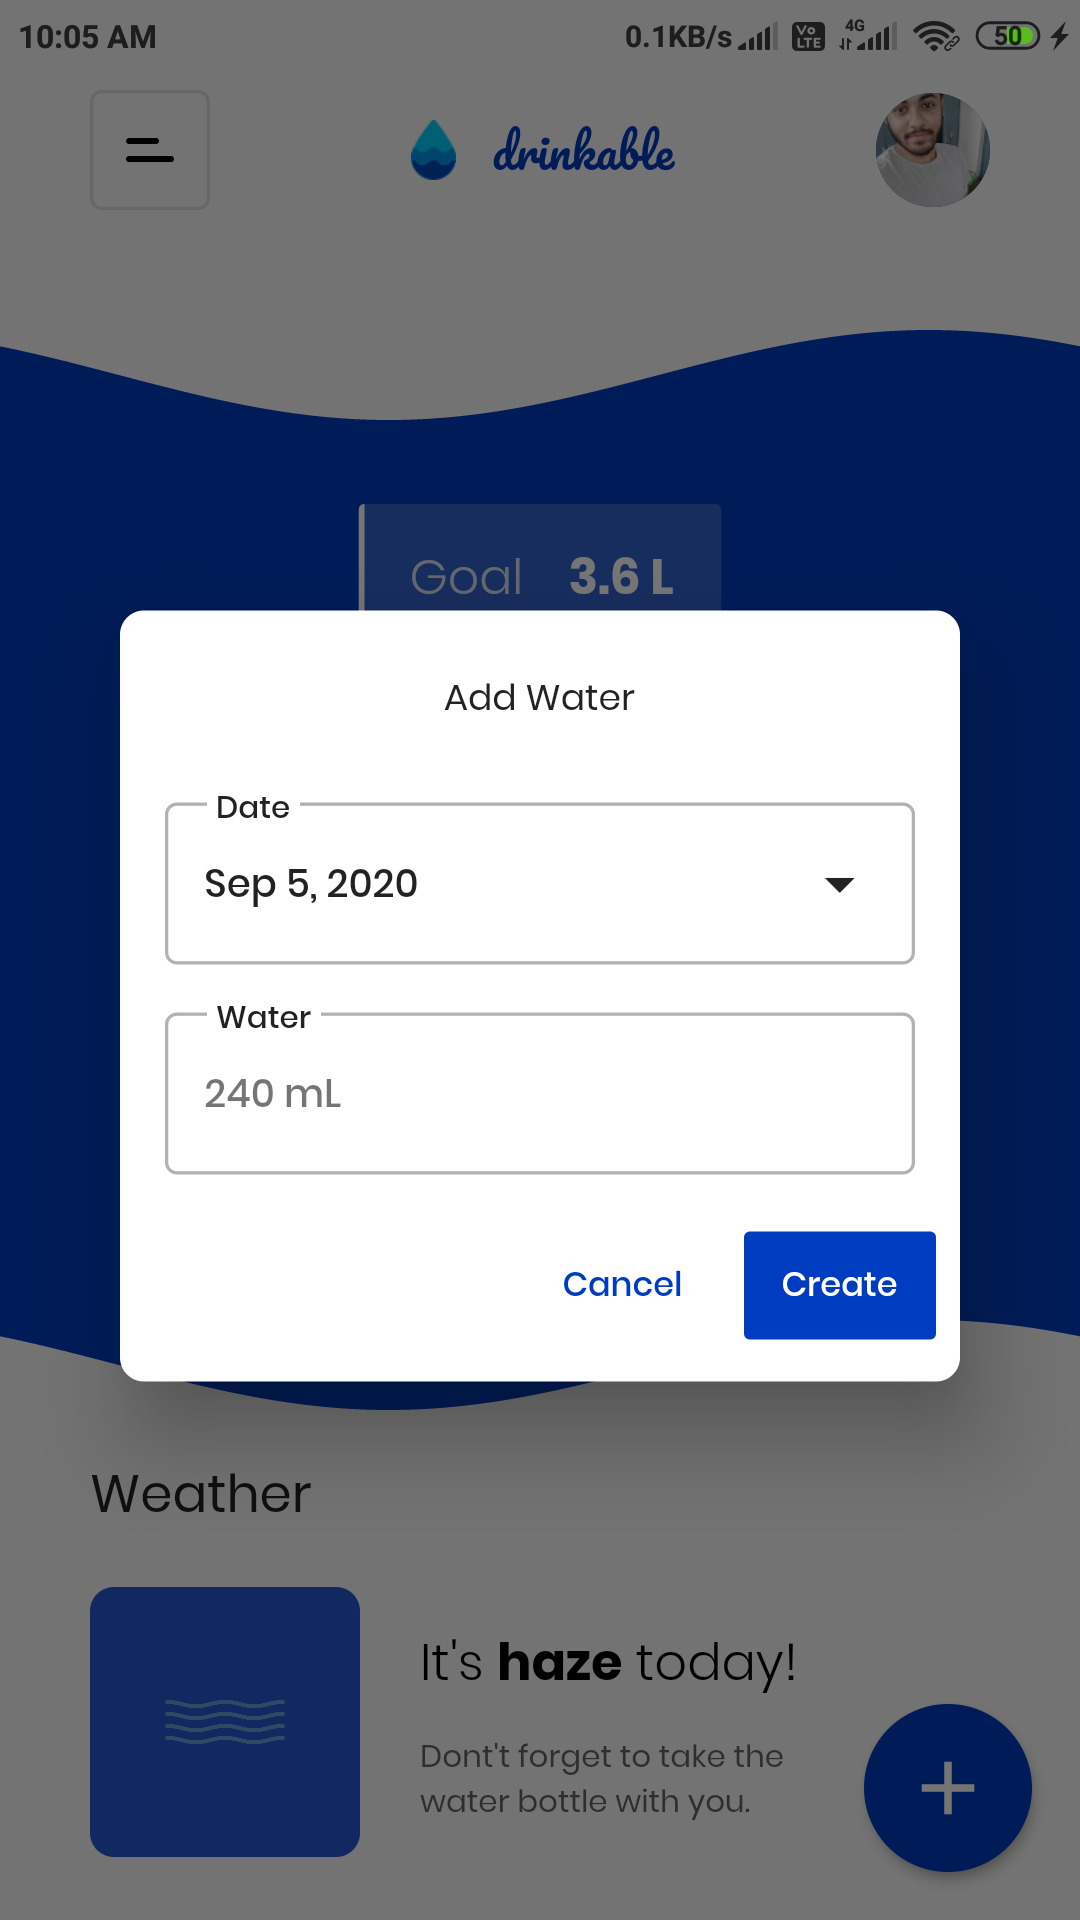 10:05 AM 0.1KB/s Vo LTE 4G 50
drinkable
Goal 3.6 L
Add Water
Date
Sep 5, 2020
Water
240 mL
Cancel Create
Weather
It's haze today!
Dont't forget to take the
water bottle with you.